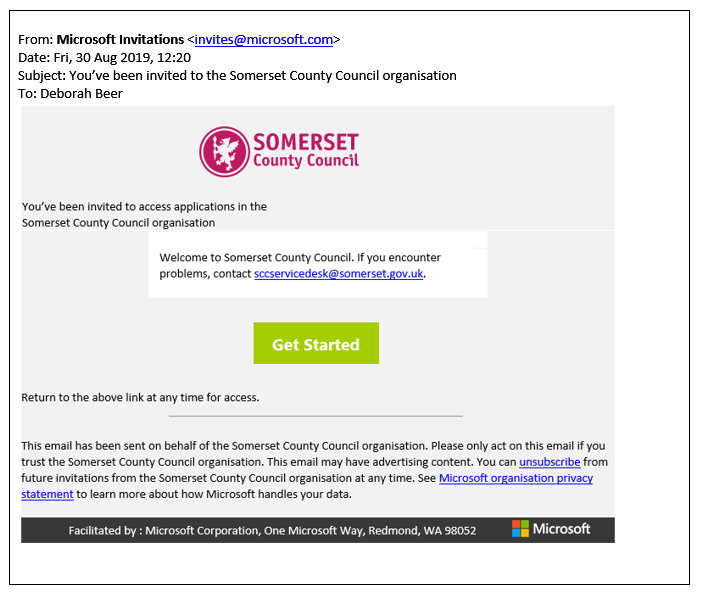 From: Microsoft Invitations <invites@microsoft.com>
Date: Fri, 30 Aug 2019, 12:20
Subject: You’ve been invited to the Somerset County Council organisation
To: Deborah Beer
SOMERSET
County Council
You’ve been invited to access applications in the
Somerset County Council organisation
Welcome to Somerset County Council. If you encounter
problems, contact sccservicedesk@somerset.gov.uk.
Get Started
Return to the above link at any time for access.
This email has been sent on behalf of the Somerset County Council organisation. Please only act on this email if you
trust the Somerset County Council organisation. This email may have advertising content. You can unsubscribe from
future invitations from the Somerset County Council organisation at any time. See Microsoft organisation privacy
statement to learn more about how Microsoft handles your data.
Facilitated by : Microsoft Corporation, One Microsoft Way, Redmond, WA 98052
Microsoft